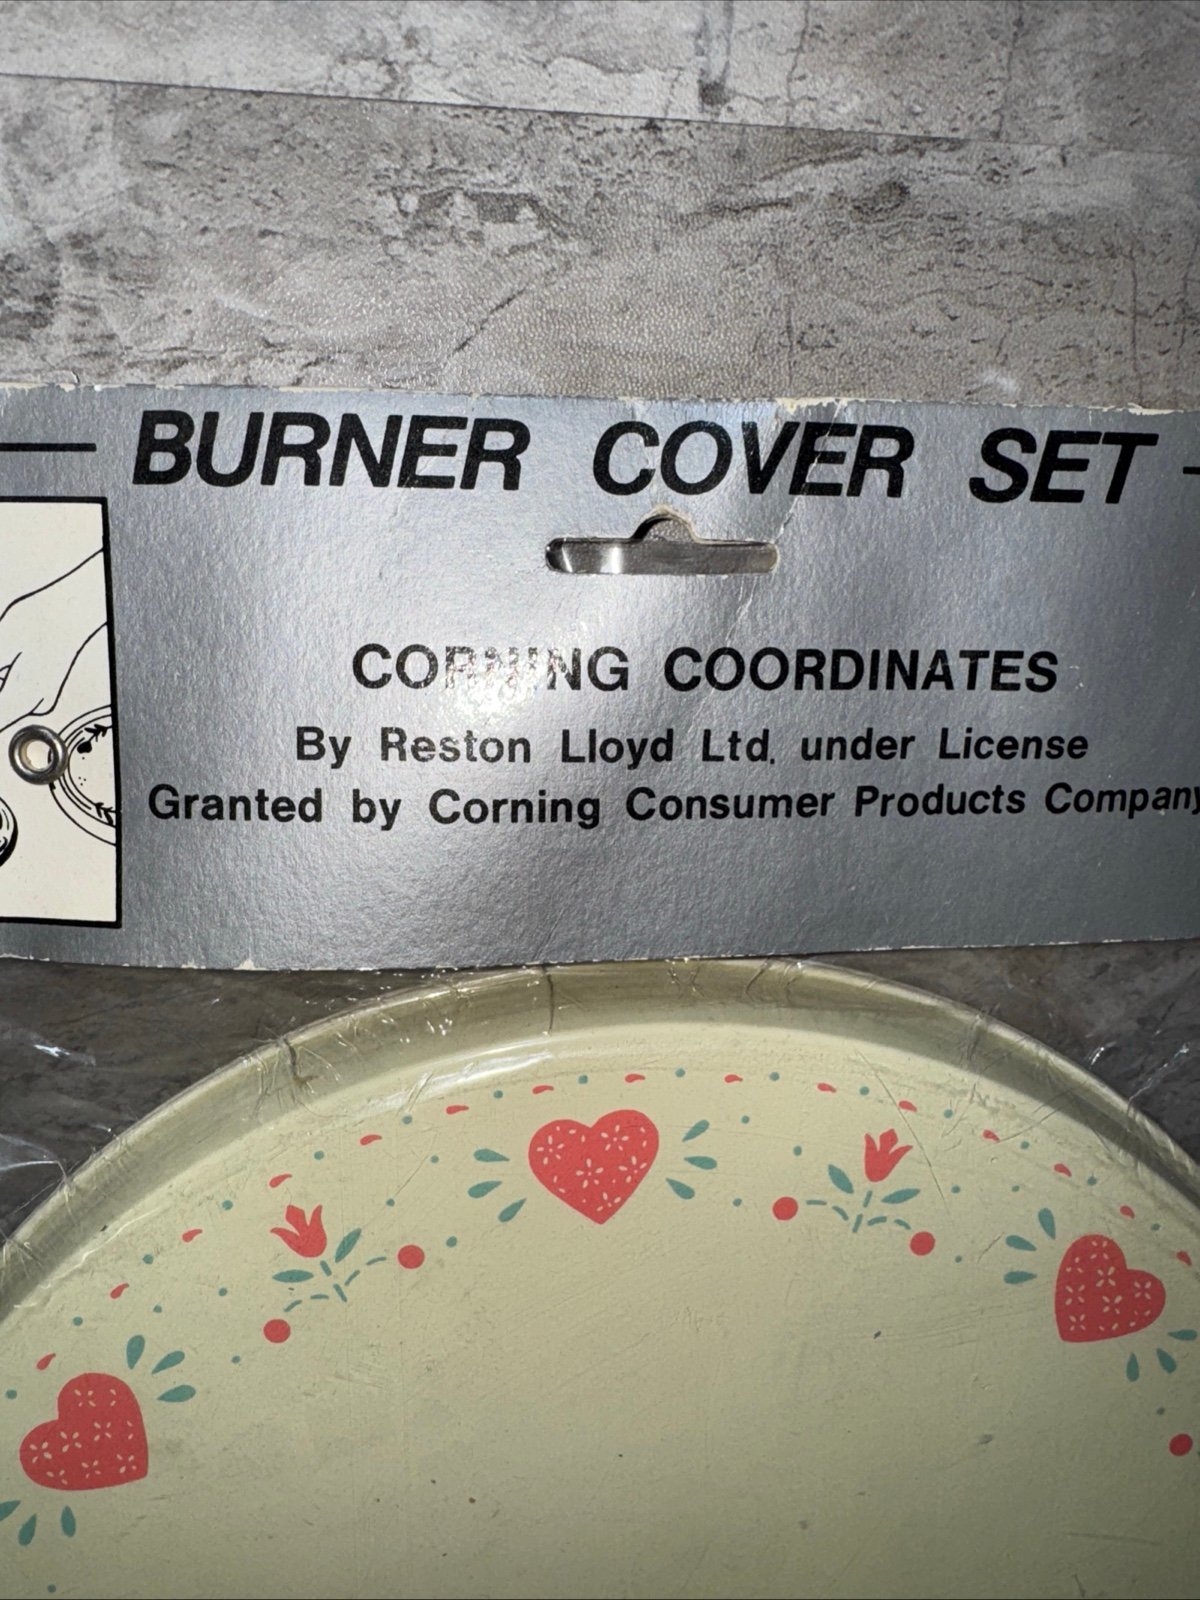 BURNER COVER SET
CORNING COORDINATES
By Reston Lloyd Ltd. under License
Granted by Corning Consumer Products Company